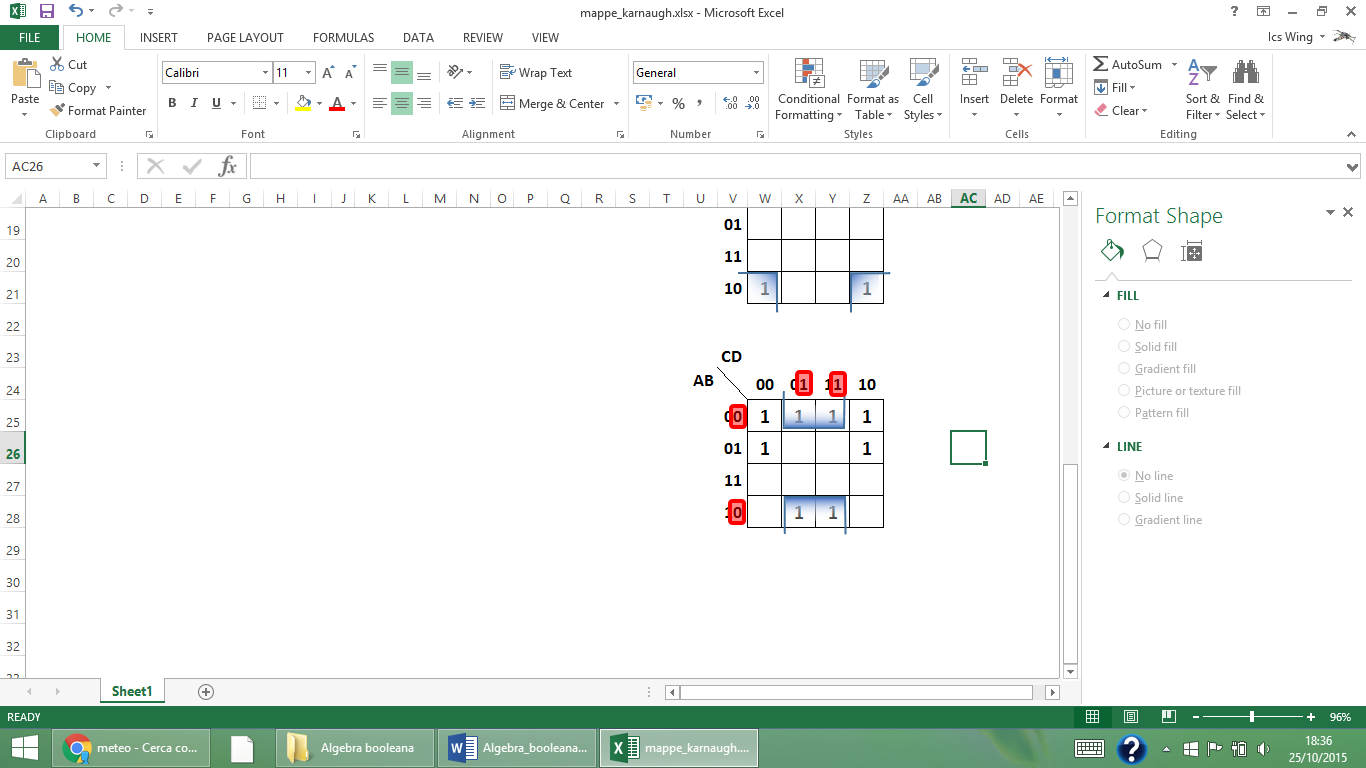 mappe_karnaugh.xlsx - Microsoft Excel
FILE HOME INSERT PAGE LAYOUT FORMULAS DATA REVIEW VIEW Ics Wing
Paste Cut Copy Format Painter
Calibri 11
B I U A
Wrap Text
Merge & Center
General
% ,
Conditional Formatting Format as Table Cell Styles
Insert Delete Format
AutoSum Fill Clear
Sort & Filter Find & Select
Clipboard Font Alignment Number Styles Cells Editing
AC26 fx
A B C D E F G H I J K L M N O P Q R S T U V W X Y Z AA AB AC AD AE
19 01
20 11
21 10 1 1
22
23 CD
24 AB 00 01 11 10
25 00 1 1 1 1
26 01 1 1
27 11
28 10 1 1
29
30
31
32
33
Format Shape
FILL
No fill
Solid fill
Gradient fill
Picture or texture fill
Pattern fill
LINE
No line
Solid line
Gradient line
Sheet1
READY 96%
meteo - Cerca co... Algebra booleana Algebra_booleana... mappe_karnaugh....
18:36
25/10/2015